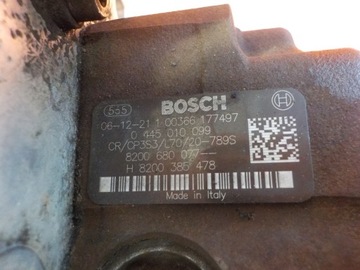 555 BOSCH
06-12-21 1 00366 177497
0 445 010 099
CR/CP3S3/L70/20-789S
8200 680 077
H 8200 385 478
Made in Italy